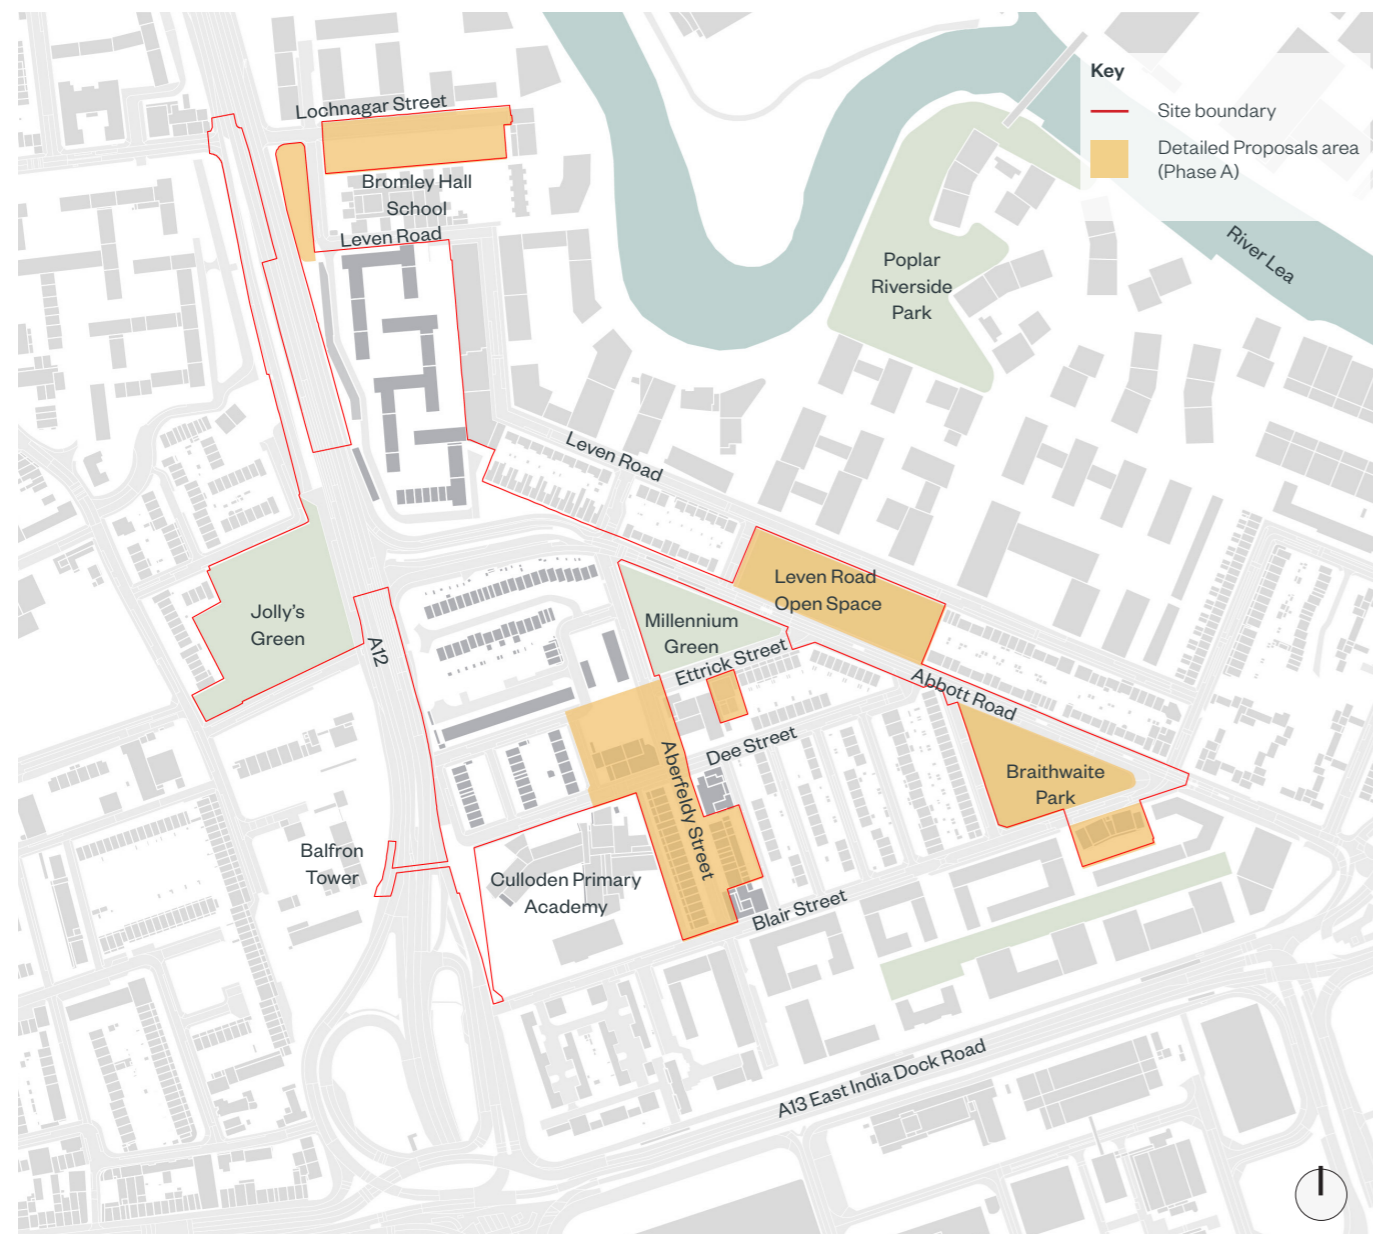 Key
Site boundary
Detailed Proposals area
(Phase A)
Lochnagar Street
Bromley Hall
School
Leven Road
River Lea
Poplar
Riverside
Park
Leven Road
Leven Road
Open Space
Jolly's
Green
A12
Millennium
Green
Ettrick Street
Abbott Road
Dee Street
Aberfeldy Street
Braithwaite
Park
Balfron
Tower
Culloden Primary
Academy
Blair Street
A13 East India Dock Road